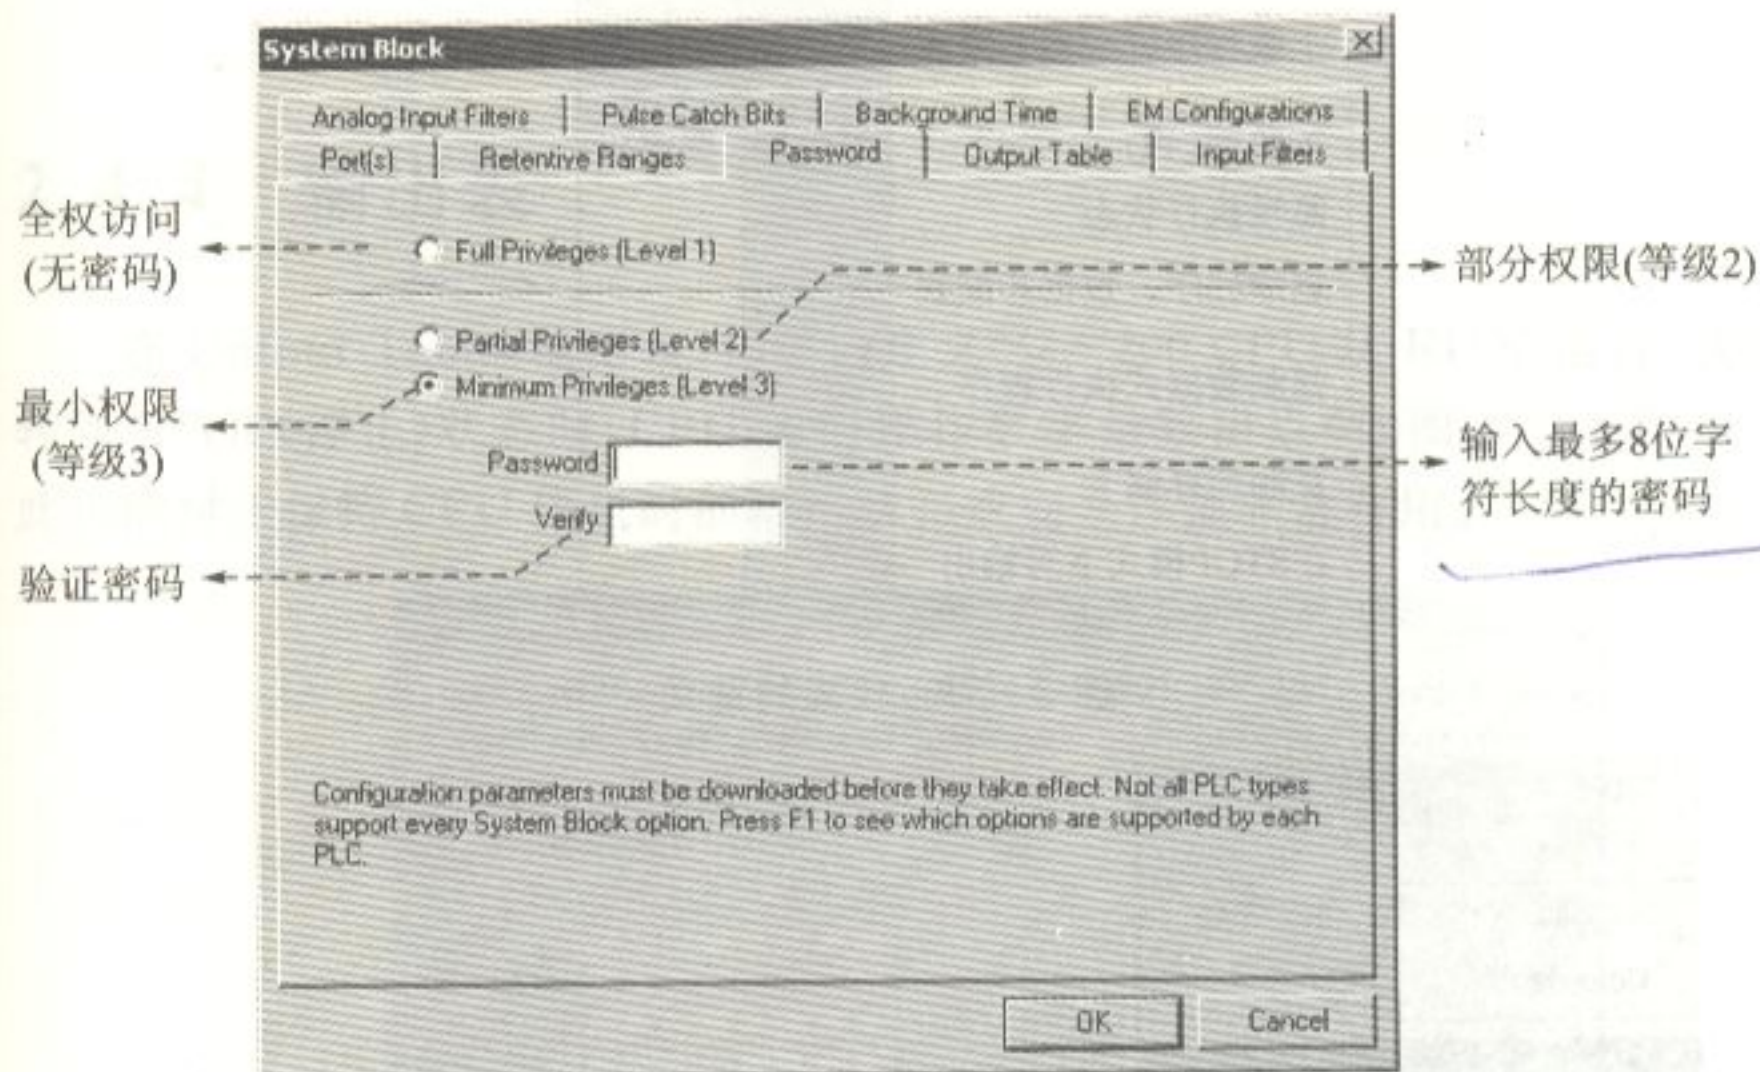 System Block
Analog Input Filters Pulse Catch Bits Background Time EM Configurations
Port(s) Retentive Ranges Password Output Table Input Filters
全权访问
(无密码)
Full Privileges (Level 1)
部分权限(等级2)
Partial Privileges (Level 2)
最小权限
(等级3)
Minimum Privileges (Level 3)
Password
输入最多8位字
符长度的密码
Verify
验证密码
Configuration parameters must be downloaded before they take effect. Not all PLC types
support every System Block option. Press F1 to see which options are supported by each
PLC.
OK Cancel